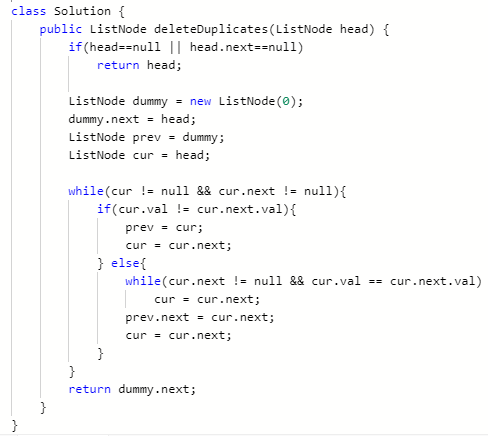 class Solution {
    public ListNode deleteDuplicates(ListNode head) {
        if(head==null || head.next==null)
            return head;

        ListNode dummy = new ListNode(0);
        dummy.next = head;
        ListNode prev = dummy;
        ListNode cur = head;

        while(cur != null && cur.next != null){
            if(cur.val != cur.next.val){
                prev = cur;
                cur = cur.next;
            } else{
                while(cur.next != null && cur.val == cur.next.val)
                    cur = cur.next;
                prev.next = cur.next;
                cur = cur.next;
            }
        }
        return dummy.next;
    }
}